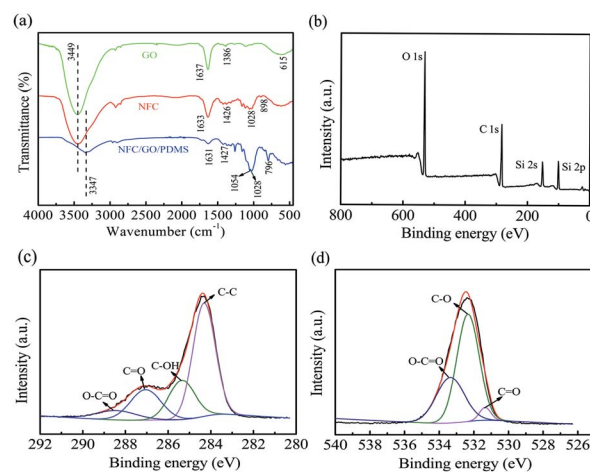 (a)
3449
GO
1637
1386
615
NFC
1633
1426
1028
898
NFC/GO/PDMS
3347
1631
1427
1054
1028
796
Transmittance (%)
4000 3500 3000 2500 2000 1500 1000 500
Wavenumber (cm⁻¹)
(b)
O 1s
C 1s
Si 2s
Si 2p
Intensity (a.u.)
800 600 400 200 0
Binding energy (eV)
(c)
C-C
C=O
C-OH
O-C=O
Intensity (a.u.)
292 290 288 286 284 282 280
Binding energy (eV)
(d)
C-O
O-C=O
C=O
Intensity (a.u.)
540 538 536 534 532 530 528 526
Binding energy (eV)